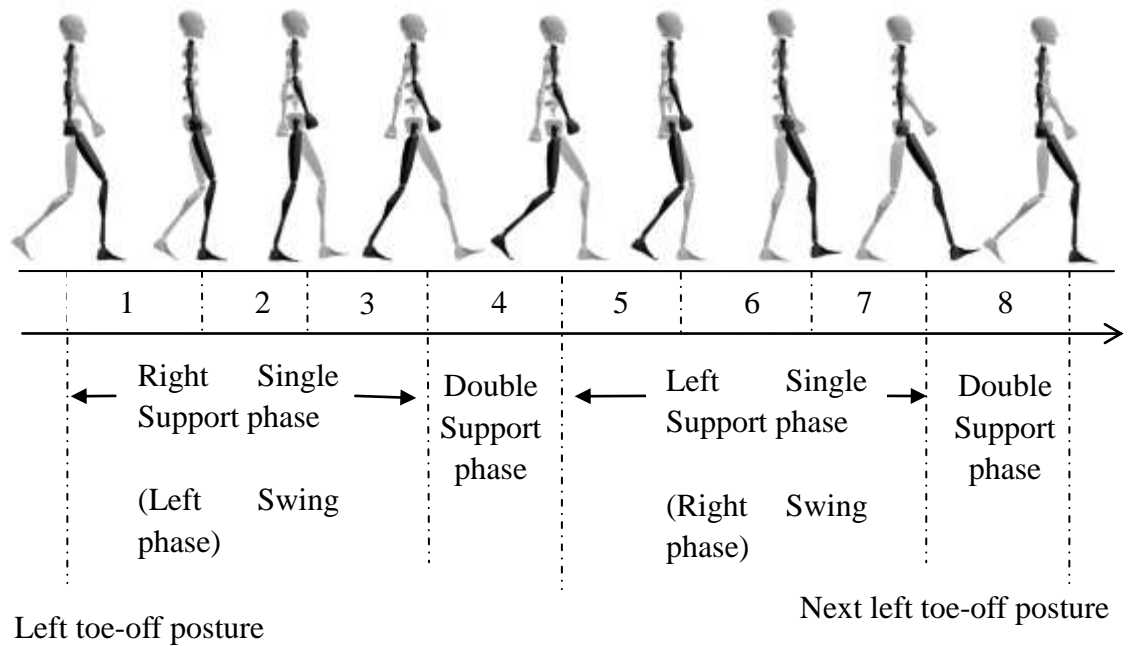 1 2 3 4 5 6 7 8
Right Single
Support phase
(Left Swing
phase)
Double
Support
phase
Left Single
Support phase
(Right Swing
phase)
Double
Support
phase
Left toe-off posture
Next left toe-off posture